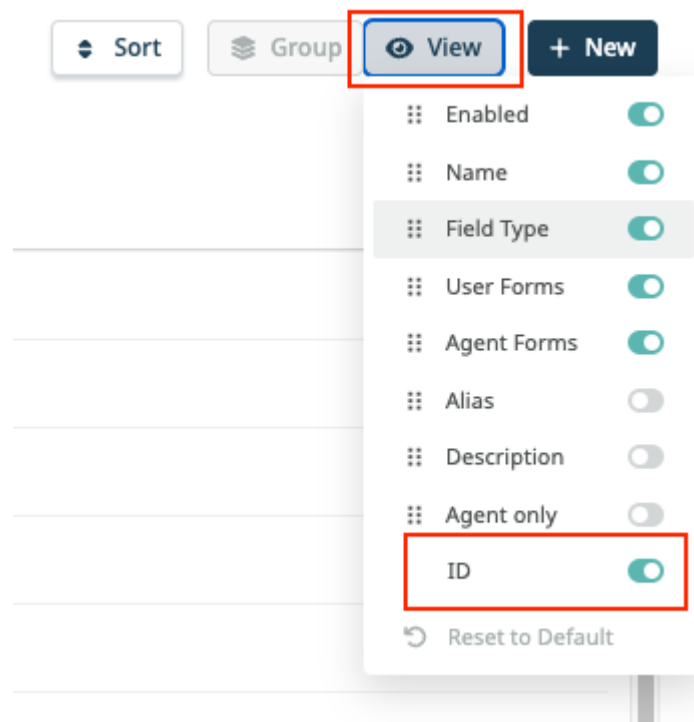 Sort Group View + New
Enabled
Name
Field Type
User Forms
Agent Forms
Alias
Description
Agent only
ID
Reset to Default